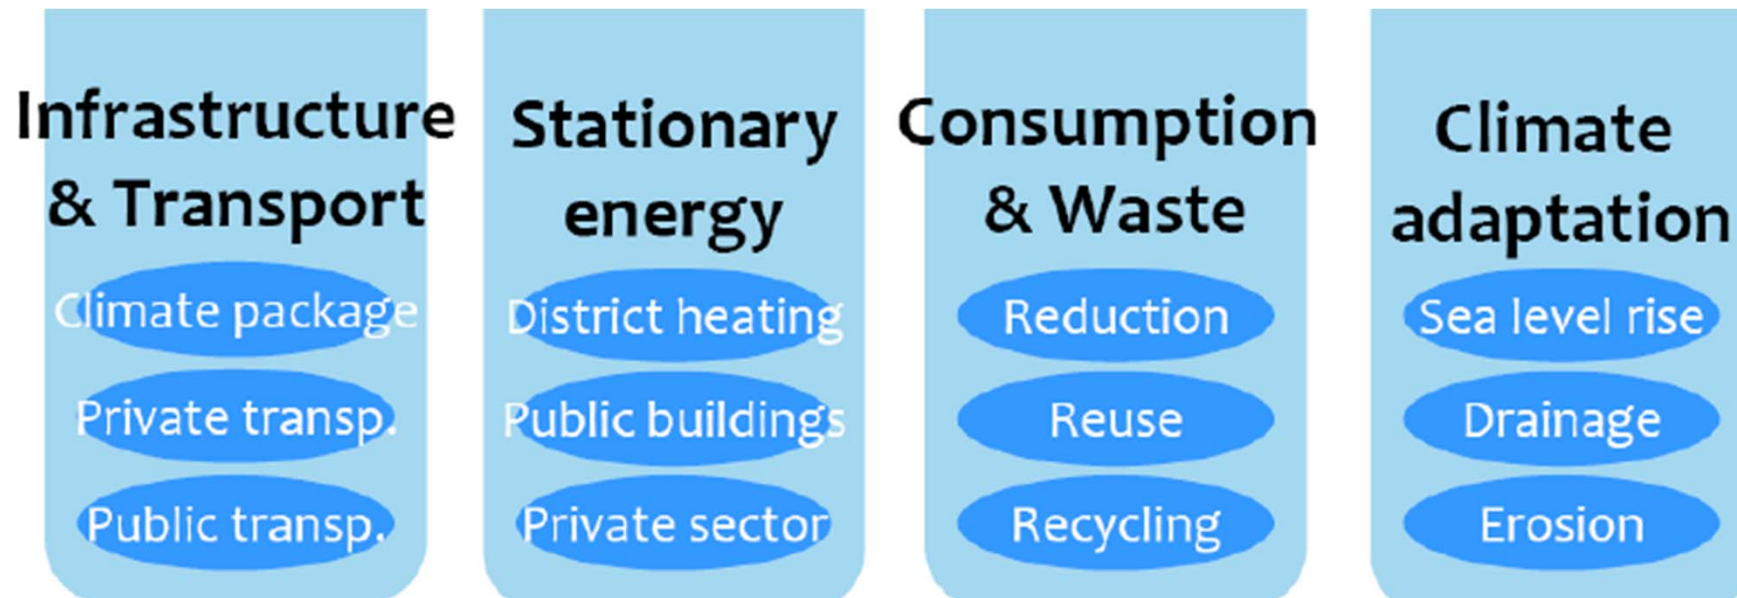 Infrastructure
& Transport
Climate package
Private transp.
Public transp.
Stationary
energy
District heating
Public buildings
Private sector
Consumption
& Waste
Reduction
Reuse
Recycling
Climate
adaptation
Sea level rise
Drainage
Erosion